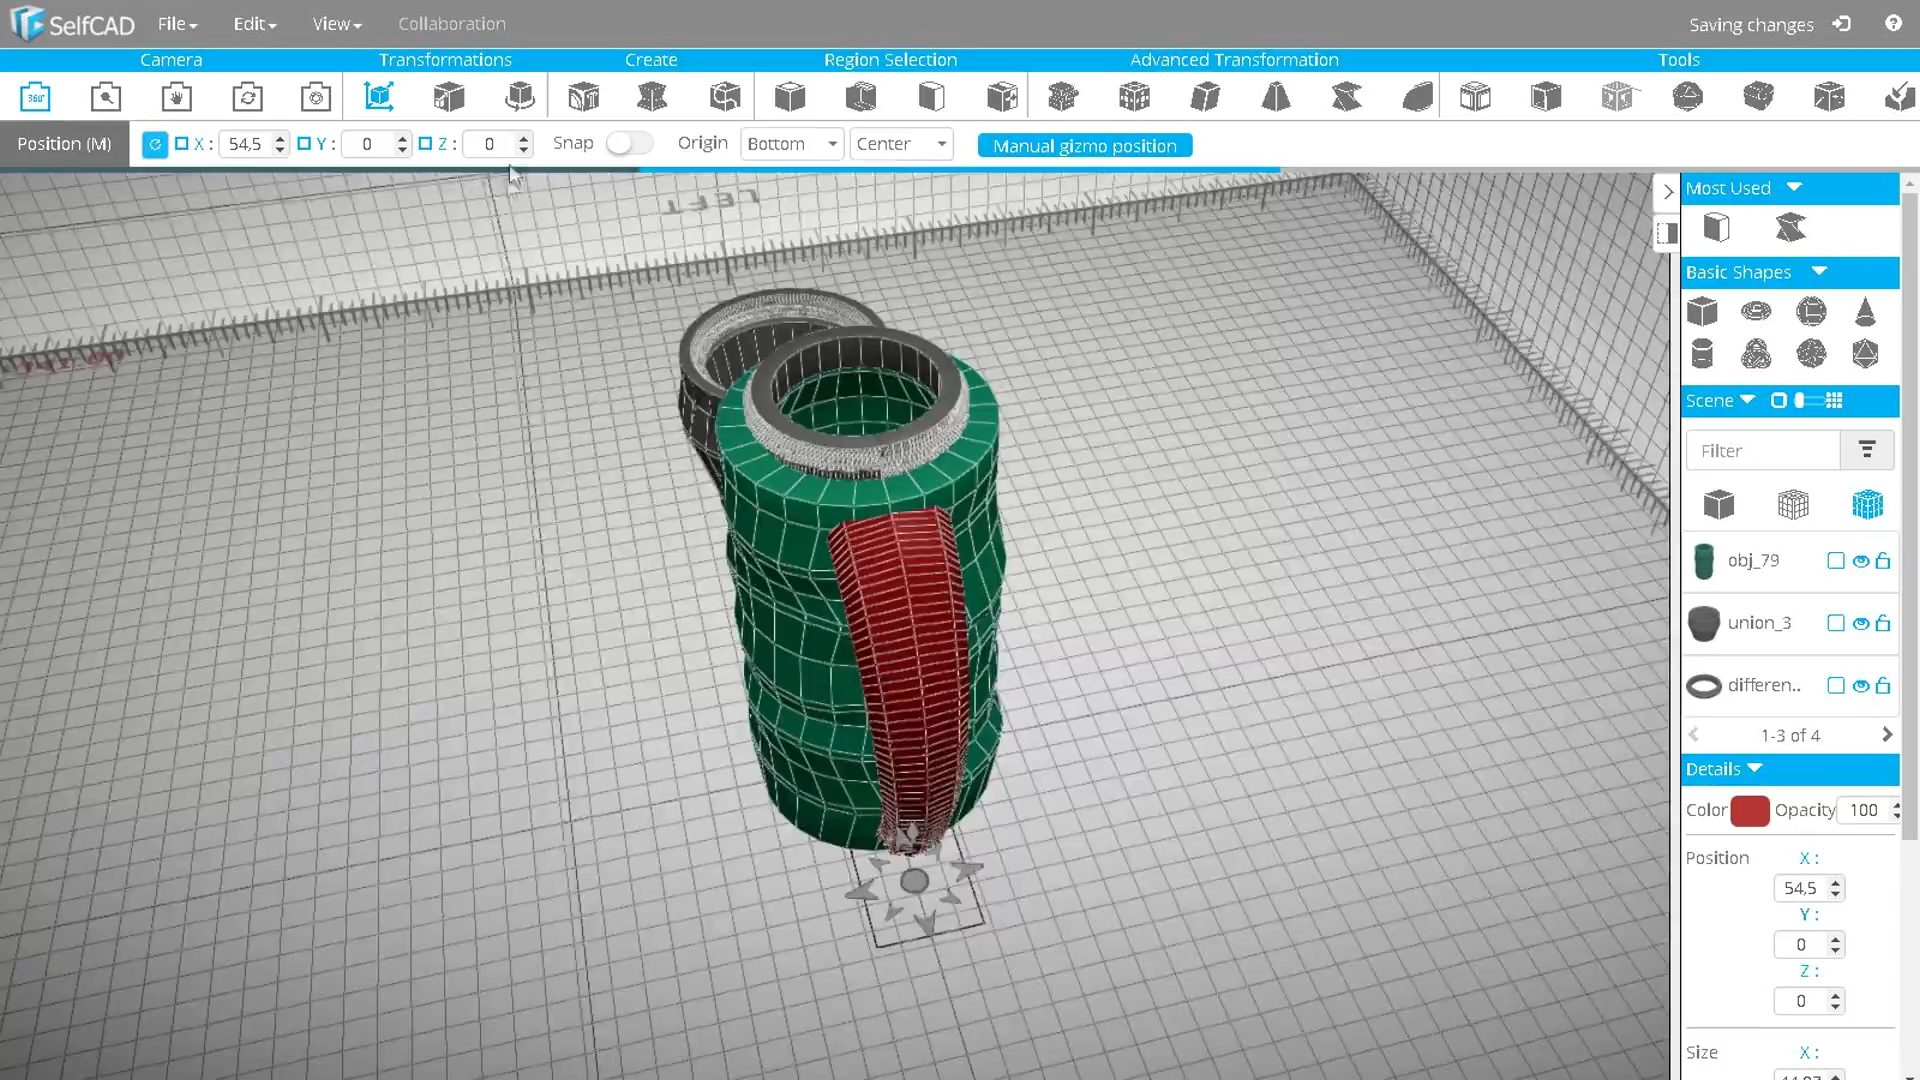 SelfCAD File Edit View Collaboration Saving changes
Camera Transformations Create Region Selection Advanced Transformation Tools
360°
Position (M) X : 54,5 Y : 0 Z : 0 Snap Origin Bottom Center Manual gizmo position
LEFT
Most Used
Basic Shapes
Scene
Filter
obj_79
union_3
differen..
1-3 of 4
Details
Color Opacity 100
Position X :
54,5
Y :
0
Z :
0
Size X :